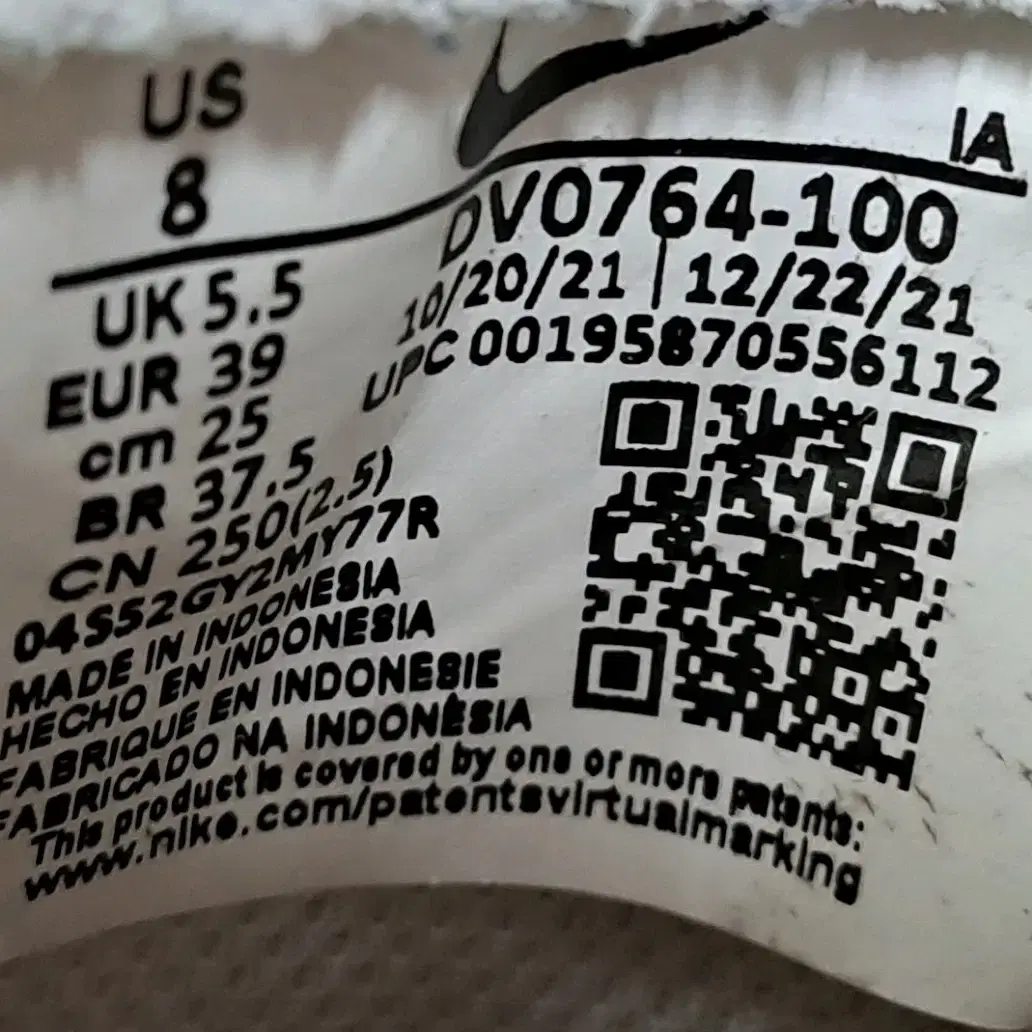 US
8
UK 5.5
EUR 39
cm 25
BR 37.5
CN 250(2.5)
04S52GY2MY77R
MADE IN INDONESIA
HECHO EN INDONESIA
FABRIQUE EN INDONESIE
FABRICADO NA INDONÉSIA
This product is covered by one or more patents:
www.nike.com/patentsvirtualmarking
IA
DV0764-100
10/20/21 | 12/22/21
UPC 00195870556112